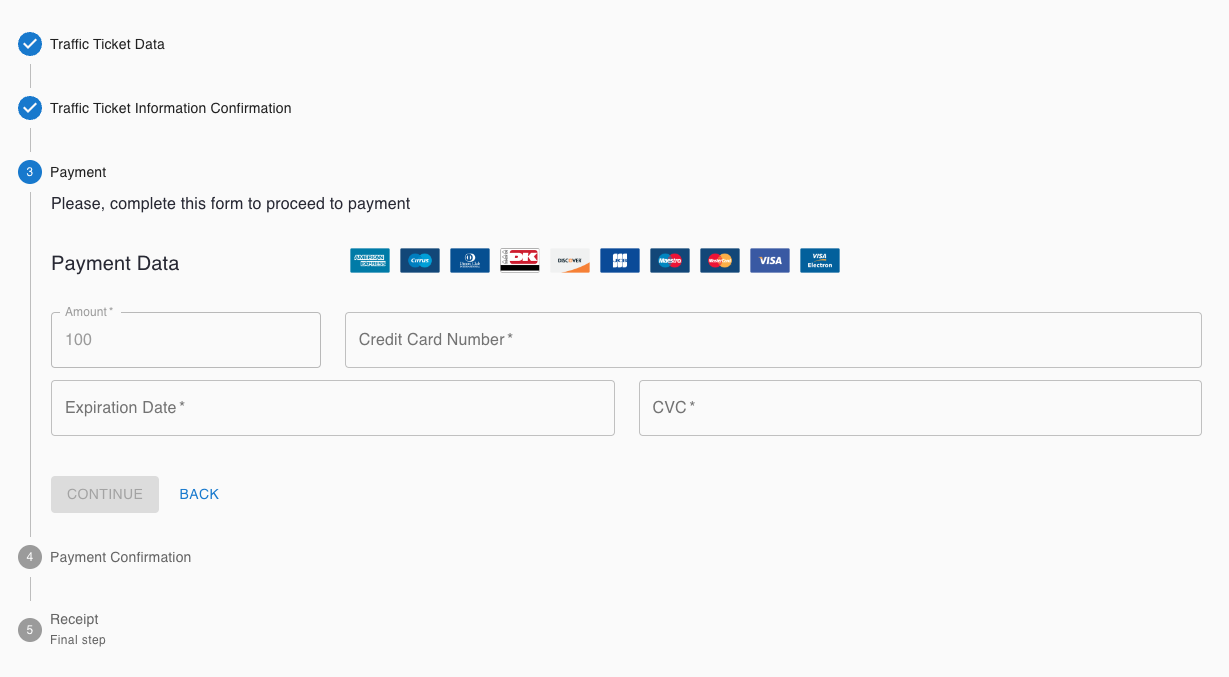 Traffic Ticket Data
Traffic Ticket Information Confirmation
3 Payment
Please, complete this form to proceed to payment
Payment Data
AMERICAN EXPRESS
Cirrus
Diners Club
DK
DISCOVER
JCB
Maestro
MasterCard
VISA
VISA Electron
Amount *
100
Credit Card Number *
Expiration Date *
CVC *
CONTINUE BACK
4 Payment Confirmation
5 Receipt
Final step